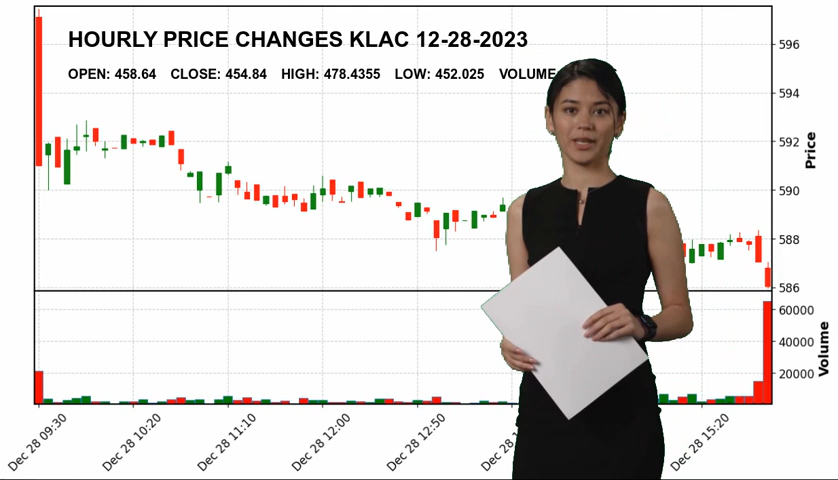 HOURLY PRICE CHANGES KLAC 12-28-2023
OPEN: 458.64 CLOSE: 454.84 HIGH: 478.4355 LOW: 452.025 VOLUME
596
594
592
590
588
586
Price
60000
40000
20000
Volume
Dec 28 09:30
Dec 28 10:20
Dec 28 11:10
Dec 28 12:00
Dec 28 12:50
Dec 28
Dec 28 15:20